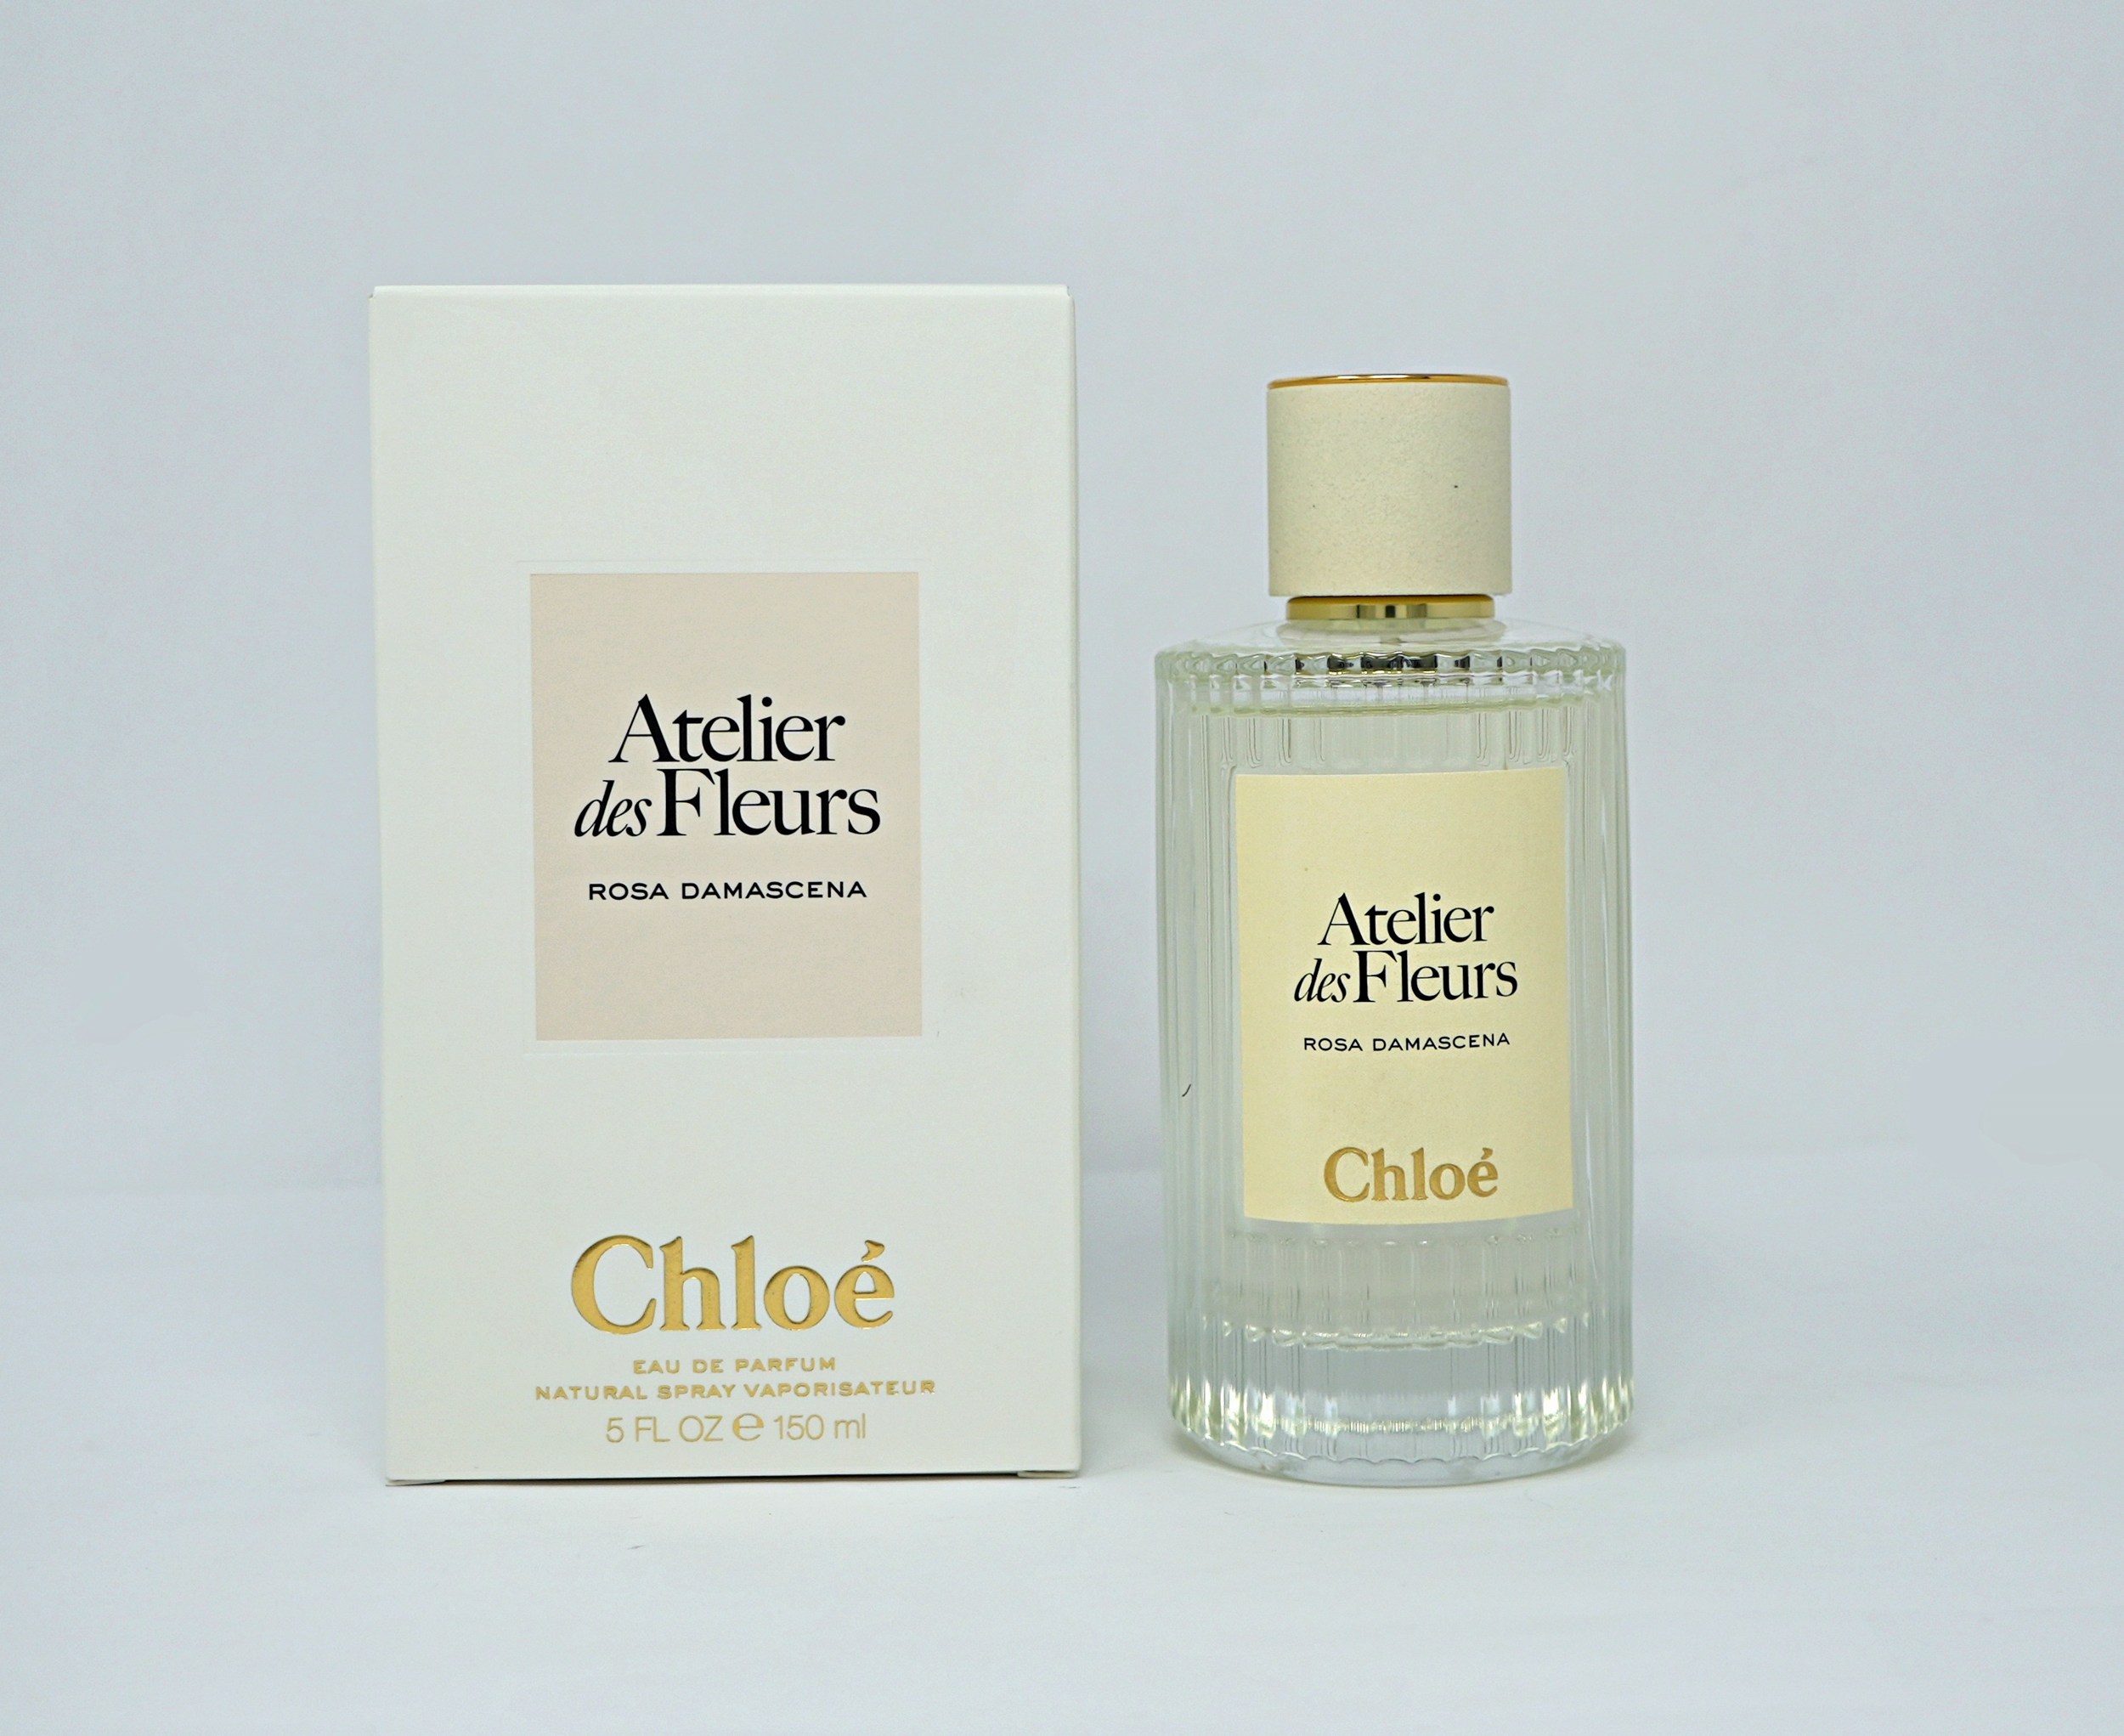 Atelier
des Fleurs
ROSA DAMASCENA
Chloé
EAU DE PARFUM
NATURAL SPRAY VAPORISATEUR
5 FL OZ ℮ 150 ml
Atelier
des Fleurs
ROSA DAMASCENA
Chloé